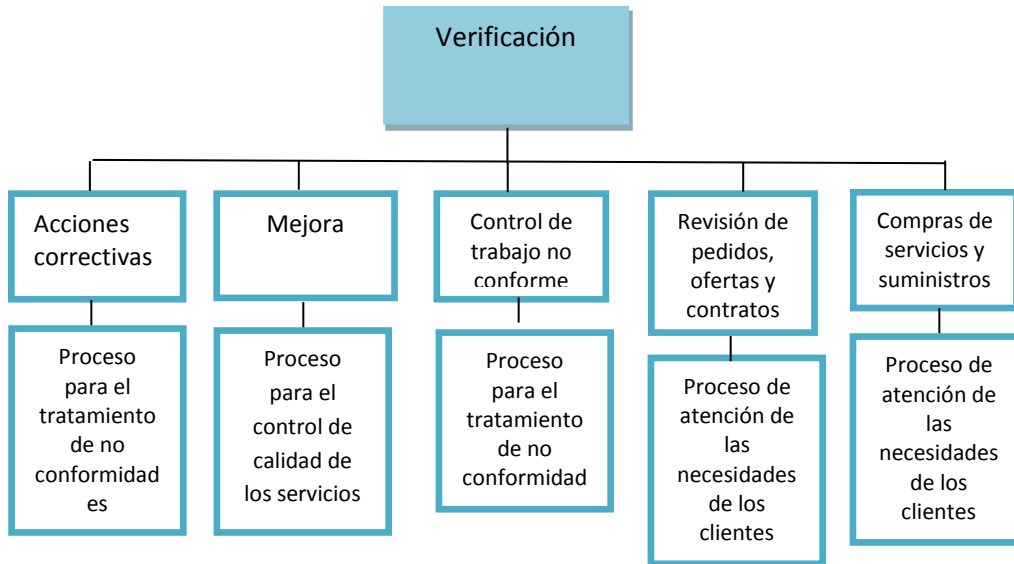 Verificación
Acciones
correctivas
Mejora
Control de
trabajo no
conforme
Revisión de
pedidos,
ofertas y
contratos
Compras de
servicios y
suministros
Proceso
para el
tratamiento
de no
conformidad
es
Proceso
para el
control de
calidad de
los servicios
Proceso
para el
tratamiento
de no
conformidad
Proceso de
atención de
las
necesidades
de los
clientes
Proceso de
atención de
las
necesidades
de los
clientes